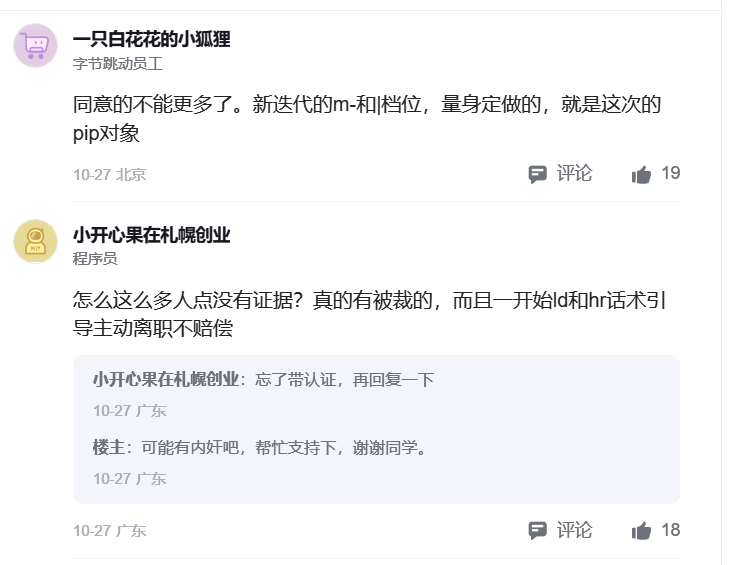 一只白花花的小狐狸
字节跳动员工
同意的不能更多了。新迭代的m-和|档位，量身定做的，就是这次的
pip对象
10-27 北京 评论 19
小开心果在札幌创业
程序员
怎么这么多人点没有证据？真的有被裁的，而且一开始ld和hr话术引
导主动离职不赔偿
小开心果在札幌创业：忘了带认证，再回复一下
10-27 广东
楼主：可能有内奸吧，帮忙支持下，谢谢同学。
10-27 广东
10-27 广东 评论 18